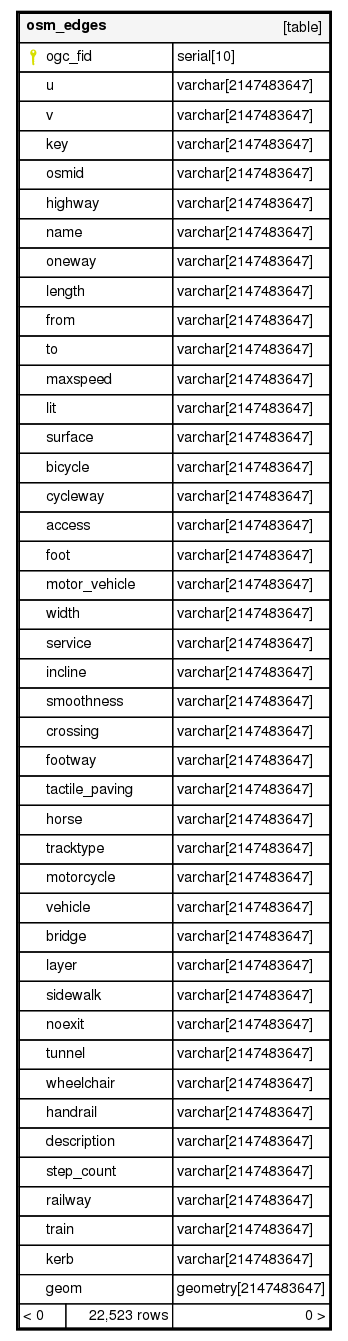 osm_edges [table]
ogc_fid serial[10]
u varchar[2147483647]
v varchar[2147483647]
key varchar[2147483647]
osmid varchar[2147483647]
highway varchar[2147483647]
name varchar[2147483647]
oneway varchar[2147483647]
length varchar[2147483647]
from varchar[2147483647]
to varchar[2147483647]
maxspeed varchar[2147483647]
lit varchar[2147483647]
surface varchar[2147483647]
bicycle varchar[2147483647]
cycleway varchar[2147483647]
access varchar[2147483647]
foot varchar[2147483647]
motor_vehicle varchar[2147483647]
width varchar[2147483647]
service varchar[2147483647]
incline varchar[2147483647]
smoothness varchar[2147483647]
crossing varchar[2147483647]
footway varchar[2147483647]
tactile_paving varchar[2147483647]
horse varchar[2147483647]
tracktype varchar[2147483647]
motorcycle varchar[2147483647]
vehicle varchar[2147483647]
bridge varchar[2147483647]
layer varchar[2147483647]
sidewalk varchar[2147483647]
noexit varchar[2147483647]
tunnel varchar[2147483647]
wheelchair varchar[2147483647]
handrail varchar[2147483647]
description varchar[2147483647]
step_count varchar[2147483647]
railway varchar[2147483647]
train varchar[2147483647]
kerb varchar[2147483647]
geom geometry[2147483647]
< 0 22,523 rows 0 >